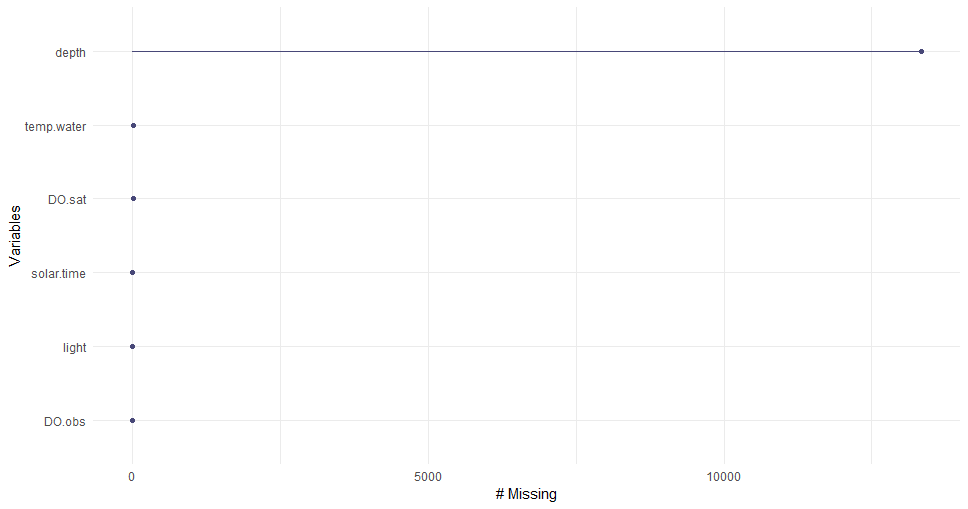 depth
temp.water
DO.sat
solar.time
light
DO.obs
Variables
0
5000
10000
# Missing